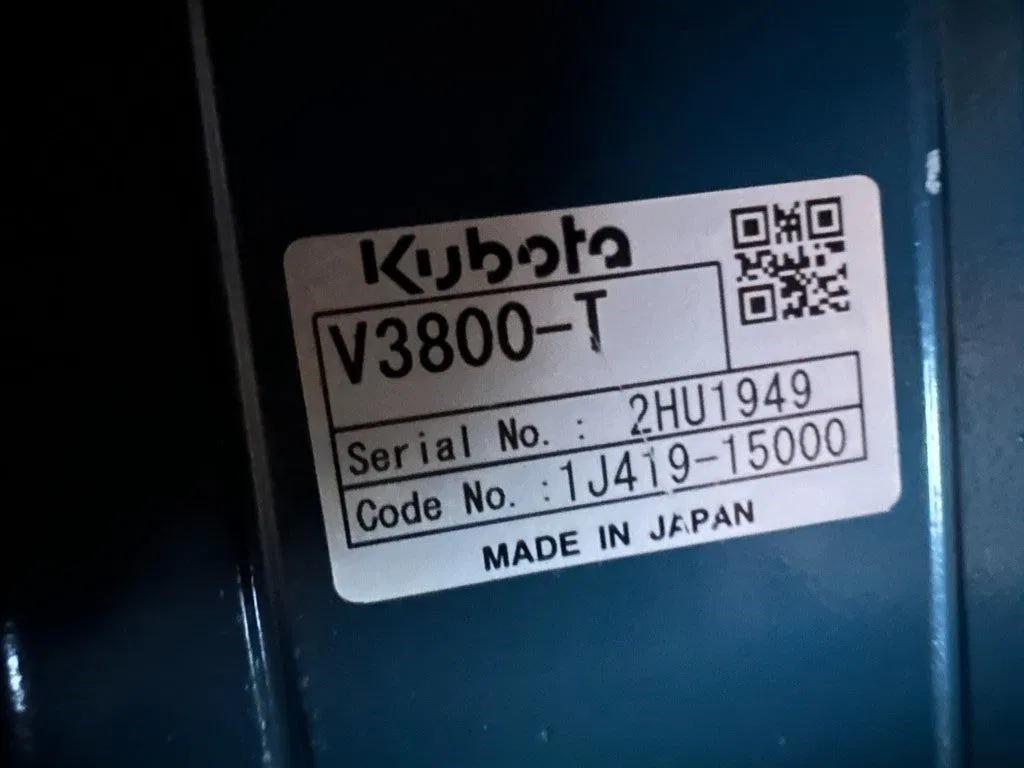 Kubota
V3800-T
Serial No. : 2HU1949
Code No. :1J419-15000
MADE IN JAPAN